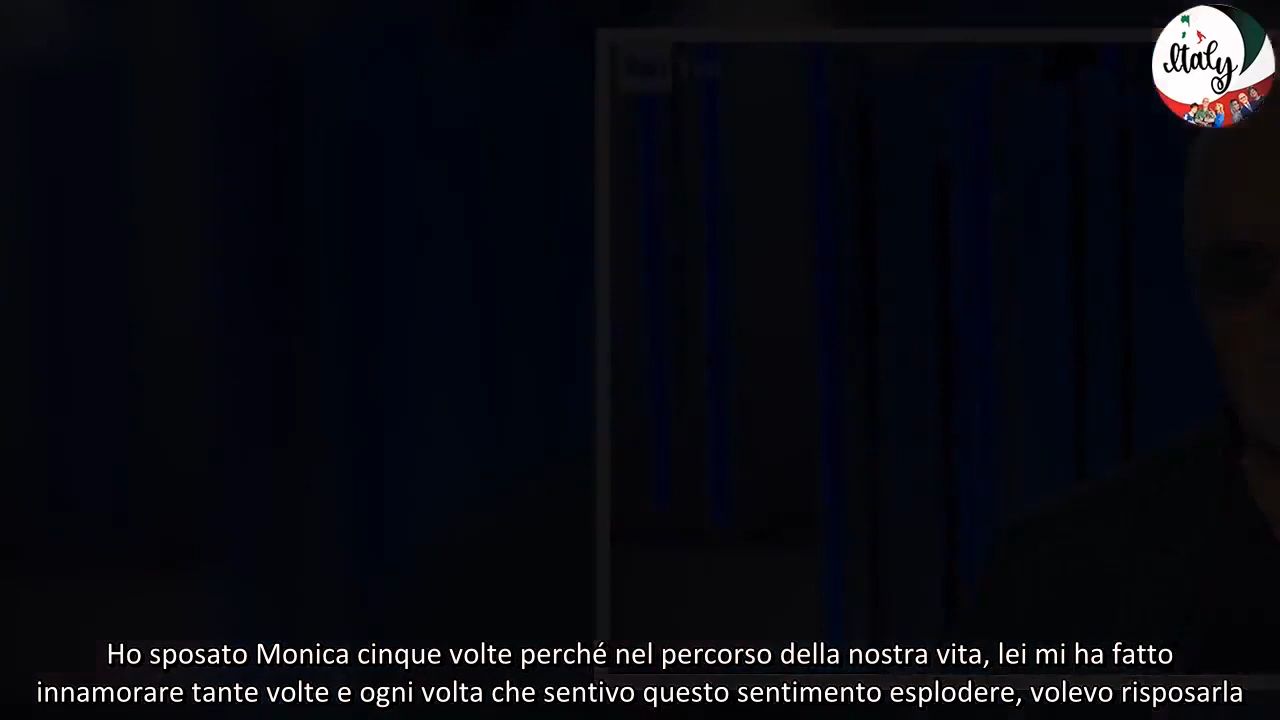 Italy
Ho sposato Monica cinque volte perché nel percorso della nostra vita, lei mi ha fatto
innamorare tante volte e ogni volta che sentivo questo sentimento esplodere, volevo risposarla